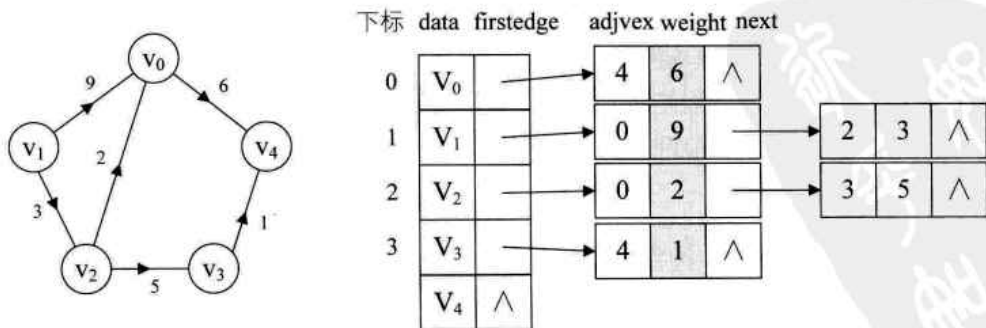 V0
9
6
V1
V4
2
3
1
V2
V3
5
下标 data firstedge adjvex weight next
0 V0 4 6 ∧
1 V1 0 9 2 3 ∧
2 V2 0 2 3 5 ∧
3 V3 4 1 ∧
V4 ∧